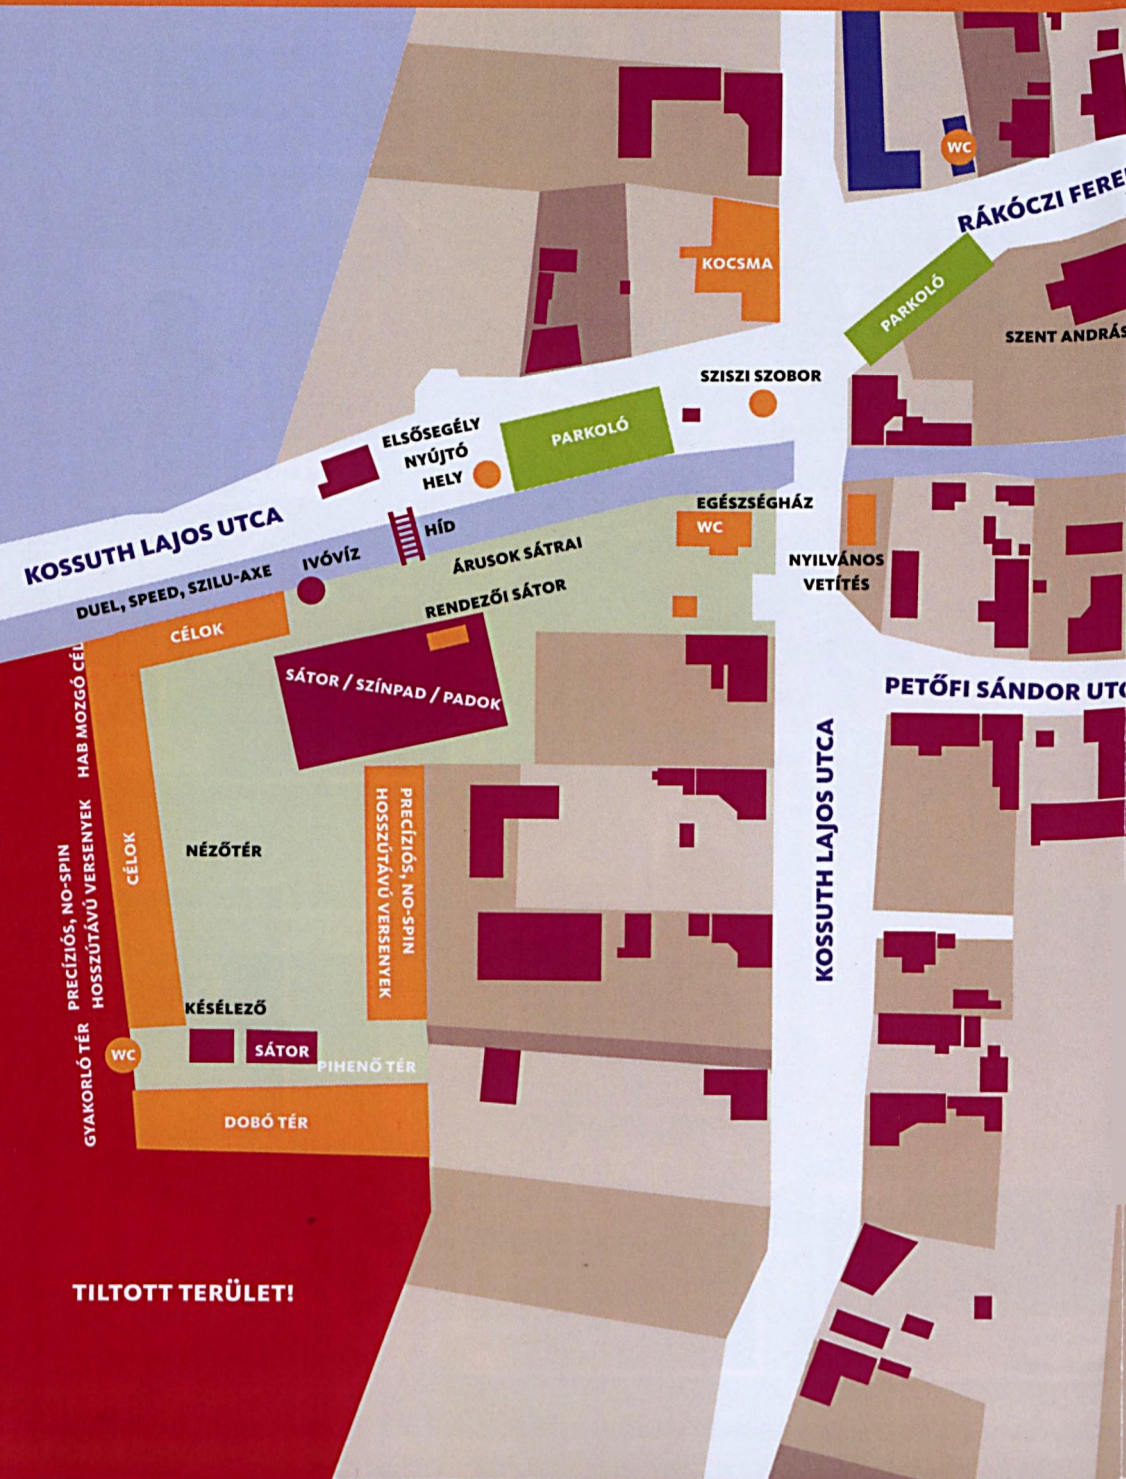 WC
RÁKÓCZI FERE
KOCSMA
PARKOLÓ
SZENT ANDRÁS
SZISZI SZOBOR
ELSŐSEGÉLY
NYÚJTÓ
HELY
PARKOLÓ
KOSSUTH LAJOS UTCA
HÍD
EGÉSZSÉGHÁZ
WC
IVÓVÍZ
ÁRUSOK SÁTRAI
NYILVÁNOS
VETÍTÉS
DUEL, SPEED, SZILU-AXE
RENDEZŐI SÁTOR
CÉLOK
SÁTOR / SZÍNPAD / PADOK
PETŐFI SÁNDOR UTC
HAB MOZGÓ CÉL
KOSSUTH LAJOS UTCA
PRECÍZIÓS, NO-SPIN
HOSSZÚTÁVÚ VERSENYEK
CÉLOK
NÉZŐTÉR
PRECÍZIÓS, NO-SPIN
HOSSZÚTÁVÚ VERSENYEK
KÉSÉLEZŐ
GYAKORLÓ TÉR
WC
SÁTOR
PIHENŐ TÉR
DOBÓ TÉR
TILTOTT TERÜLET!